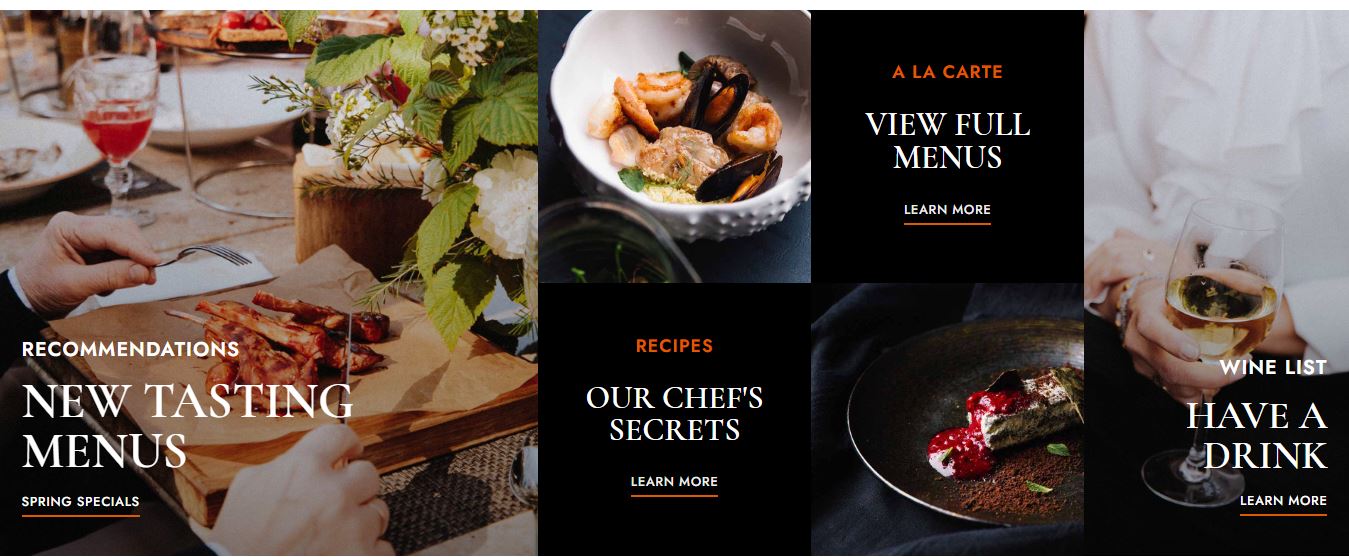 RECOMMENDATIONS
NEW TASTING
MENUS
SPRING SPECIALS
A LA CARTE
VIEW FULL
MENUS
LEARN MORE
RECIPES
OUR CHEF'S
SECRETS
LEARN MORE
WINE LIST
HAVE A
DRINK
LEARN MORE